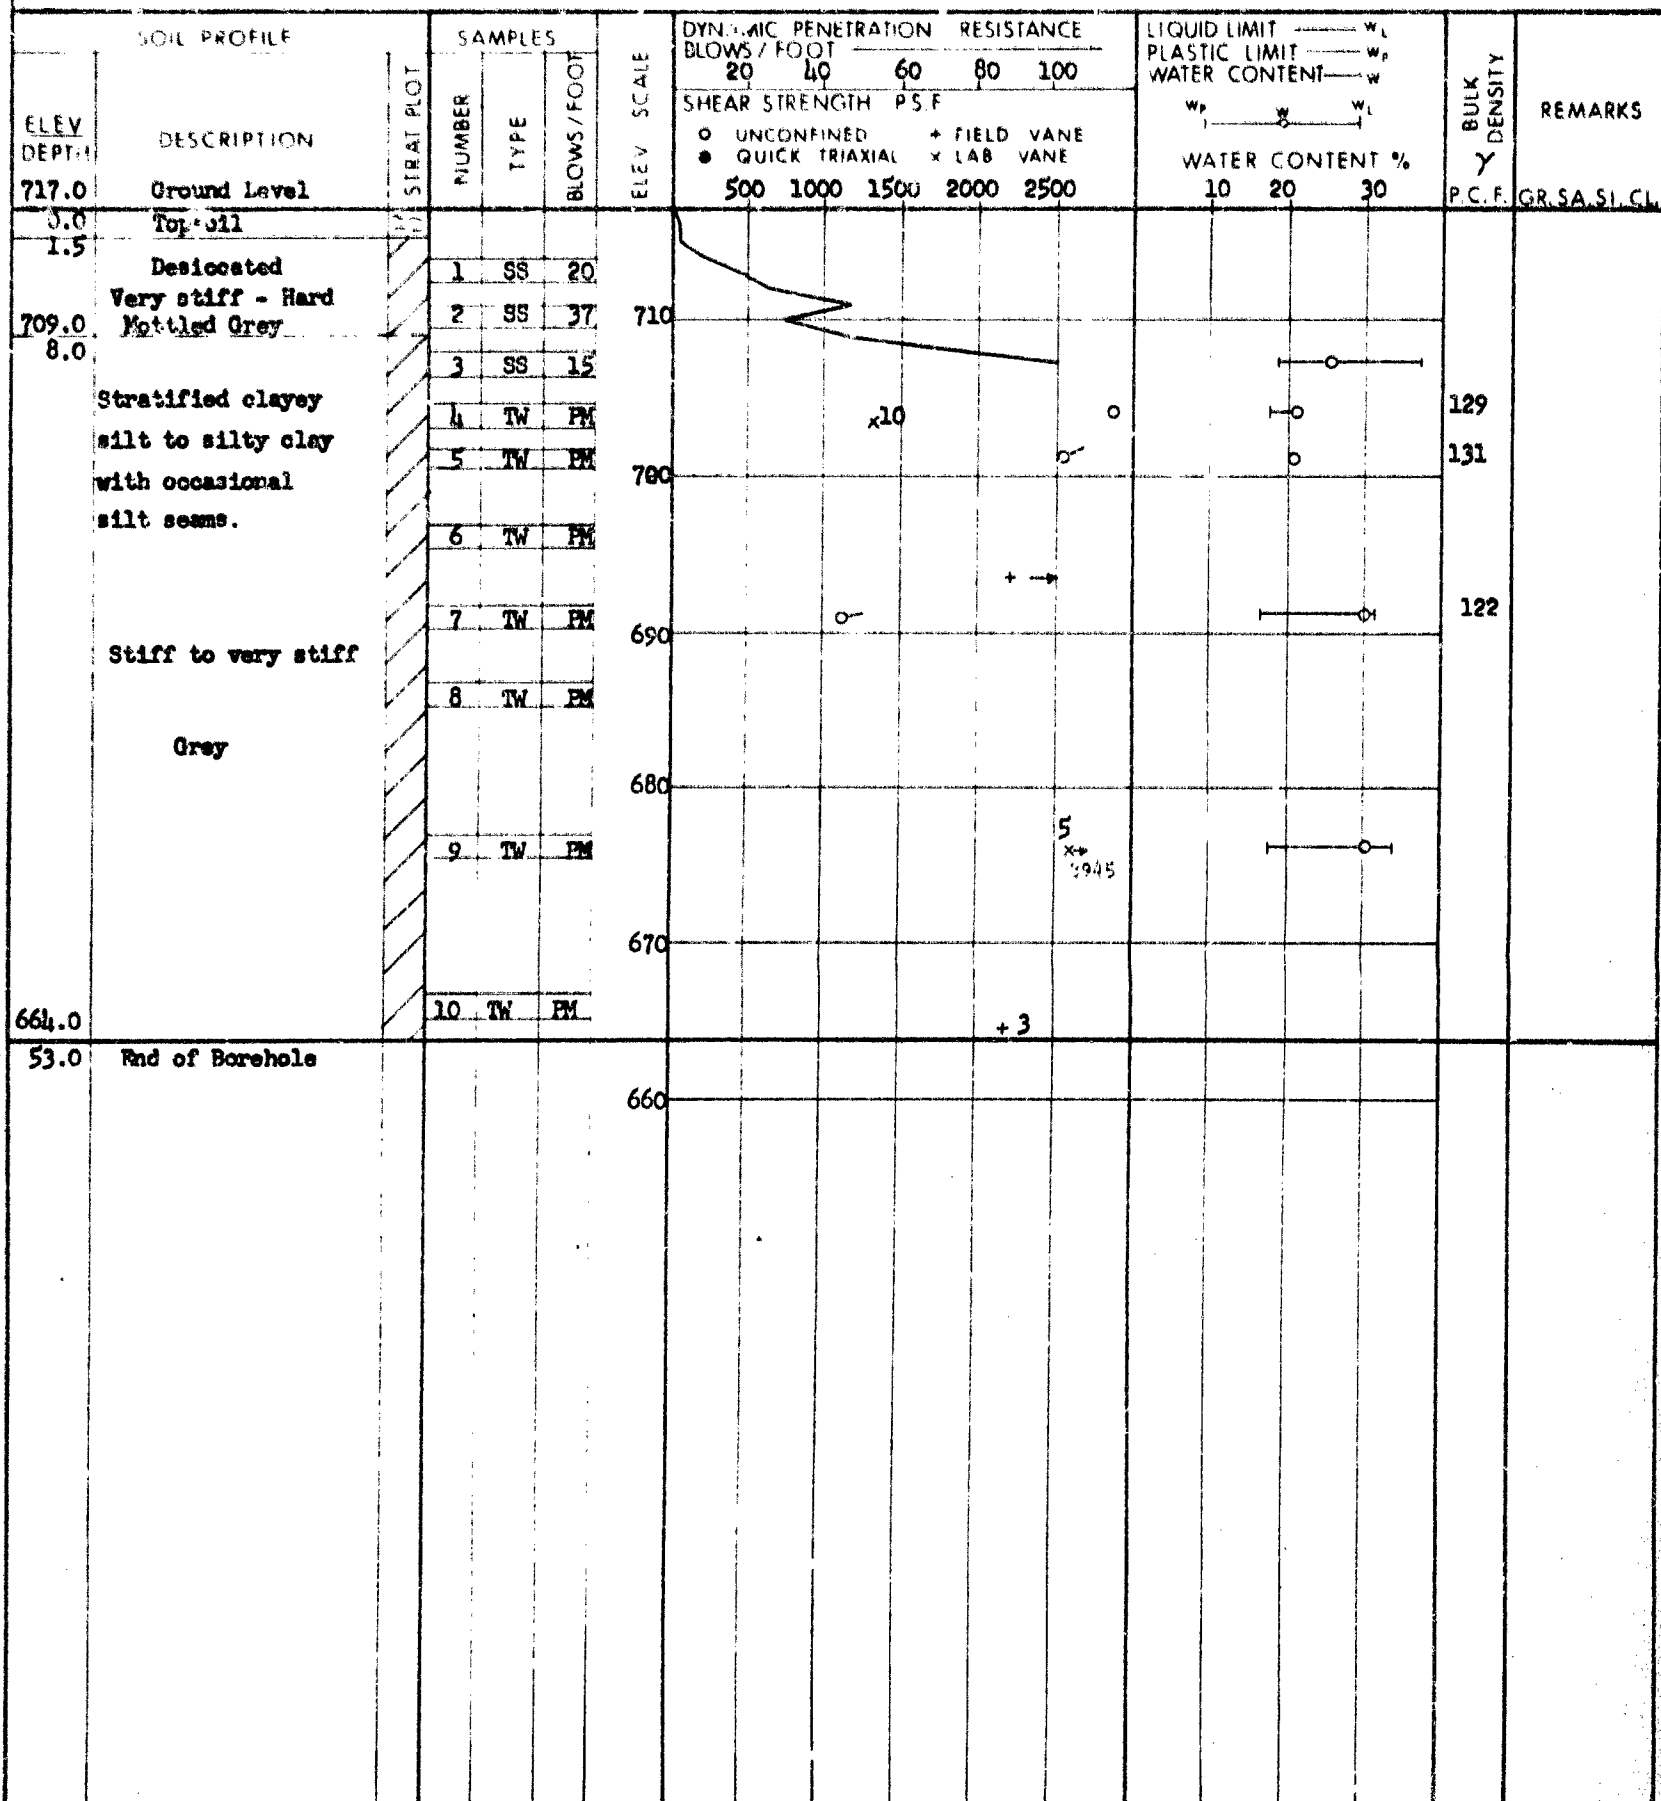 SOIL PROFILE
SAMPLES
ELEV
DEPTH
DESCRIPTION
STRAT PLOT
NUMBER
TYPE
BLOWS / FOOT
ELEV SCALE
DYNAMIC PENETRATION RESISTANCE
BLOWS / FOOT
20 40 60 80 100
SHEAR STRENGTH P.S.F
o UNCONFINED + FIELD VANE
● QUICK TRIAXIAL x LAB VANE
500 1000 1500 2000 2500
LIQUID LIMIT —— wL
PLASTIC LIMIT —— wP
WATER CONTENT — w
wP w wL
WATER CONTENT %
10 20 30
BULK DENSITY
γ
P.C.F.
REMARKS
GR. SA. SI. CL.
717.0 Ground Level
0.0 Topsoil
1.5
Desiccated
Very stiff - Hard
709.0 Mottled Grey
8.0
Stratified clayey
silt to silty clay
with occasional
silt seams.
Stiff to very stiff
Grey
664.0
53.0 End of Borehole
1 SS 20
2 SS 37
3 SS 15
4 TW PM
5 TW PM
6 TW PM
7 TW PM
8 TW PM
9 TW PM
10 TW PM
710
700
690
680
670
660
x10
+
5
x
+ 3
129
131
122